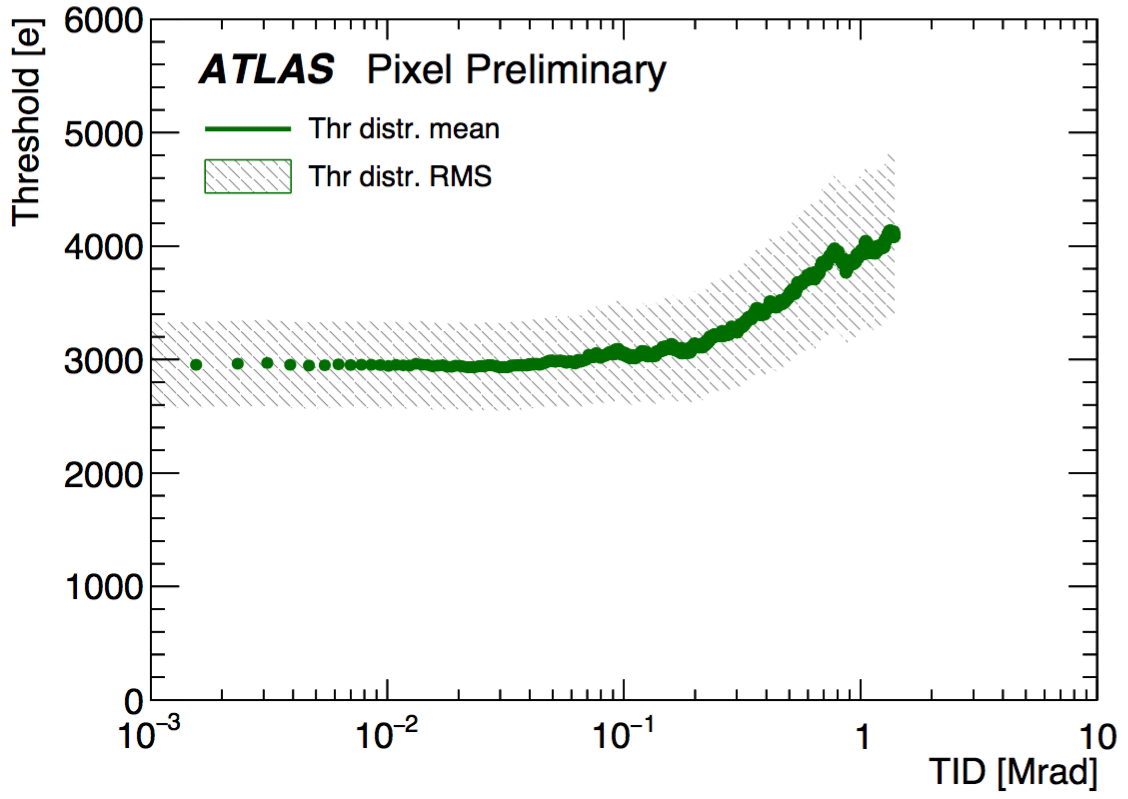 Threshold [e]
6000
5000
4000
3000
2000
1000
0
ATLAS Pixel Preliminary
Thr distr. mean
Thr distr. RMS
10⁻³ 10⁻² 10⁻¹ 1 10
TID [Mrad]